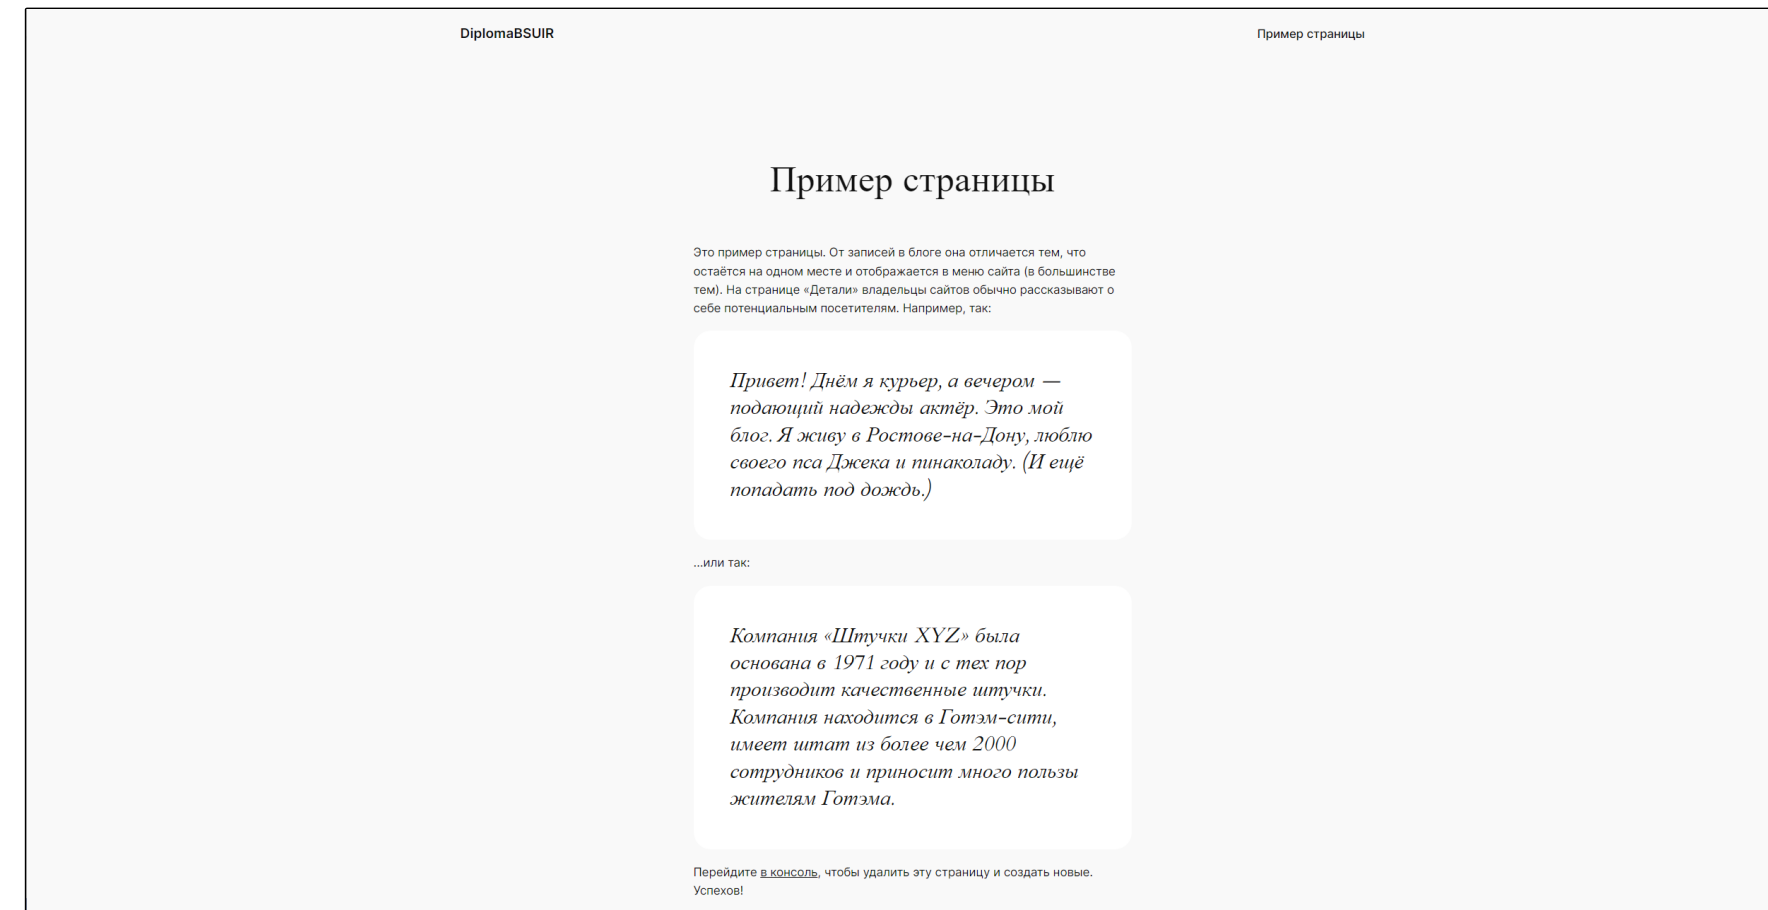 DiplomaBSUIR
Пример страницы
Пример страницы
Это пример страницы. От записей в блоге она отличается тем, что
остаётся на одном месте и отображается в меню сайта (в большинстве
тем). На странице «Детали» владельцы сайтов обычно рассказывают о
себе потенциальным посетителям. Например, так:
Привет! Днём я курьер, а вечером —
подающий надежды актёр. Это мой
блог. Я живу в Ростове-на-Дону, люблю
своего пса Джека и пинаколаду. (И ещё
попадать под дождь.)
...или так:
Компания «Штучки XYZ» была
основана в 1971 году и с тех пор
производит качественные штучки.
Компания находится в Готэм-сити,
имеет штат из более чем 2000
сотрудников и приносит много пользы
жителям Готэма.
Перейдите в консоль, чтобы удалить эту страницу и создать новые.
Успехов!